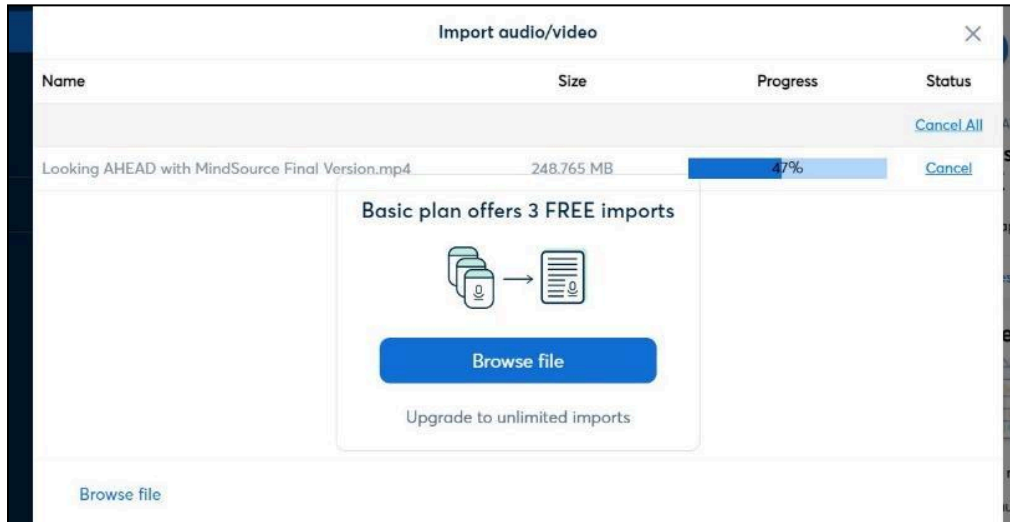 Import audio/video
Name Size Progress Status
Cancel All
Looking AHEAD with MindSource Final Version.mp4 248.765 MB 47% Cancel
Basic plan offers 3 FREE imports
Browse file
Upgrade to unlimited imports
Browse file